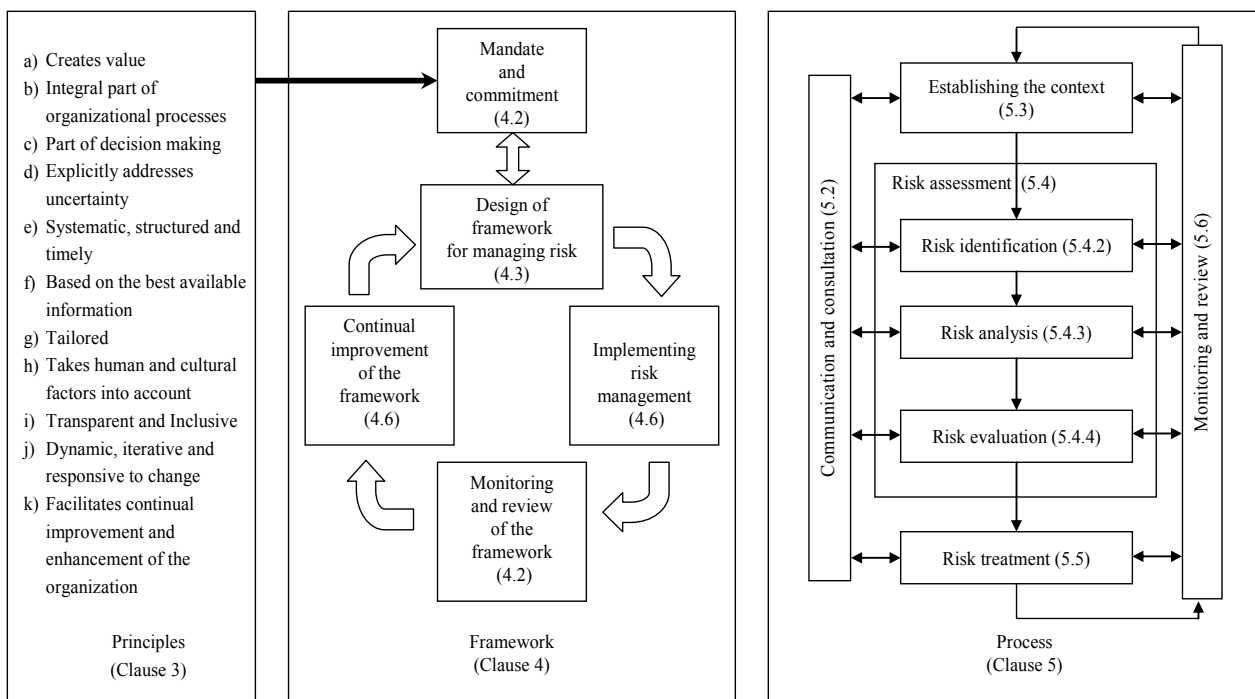 a) Creates value
b) Integral part of
organizational processes
c) Part of decision making
d) Explicitly addresses
uncertainty
e) Systematic, structured and
timely
f) Based on the best available
information
g) Tailored
h) Takes human and cultural
factors into account
i) Transparent and Inclusive
j) Dynamic, iterative and
responsive to change
k) Facilitates continual
improvement and
enhancement of the
organization
Principles
(Clause 3)
Mandate
and
commitment
(4.2)
Design of
framework
for managing risk
(4.3)
Continual
improvement
of the
framework
(4.6)
Implementing
risk
management
(4.6)
Monitoring
and review
of the
framework
(4.2)
Framework
(Clause 4)
Communication and consultation (5.2)
Establishing the context
(5.3)
Risk assessment (5.4)
Risk identification (5.4.2)
Risk analysis (5.4.3)
Risk evaluation (5.4.4)
Risk treatment (5.5)
Monitoring and review (5.6)
Process
(Clause 5)